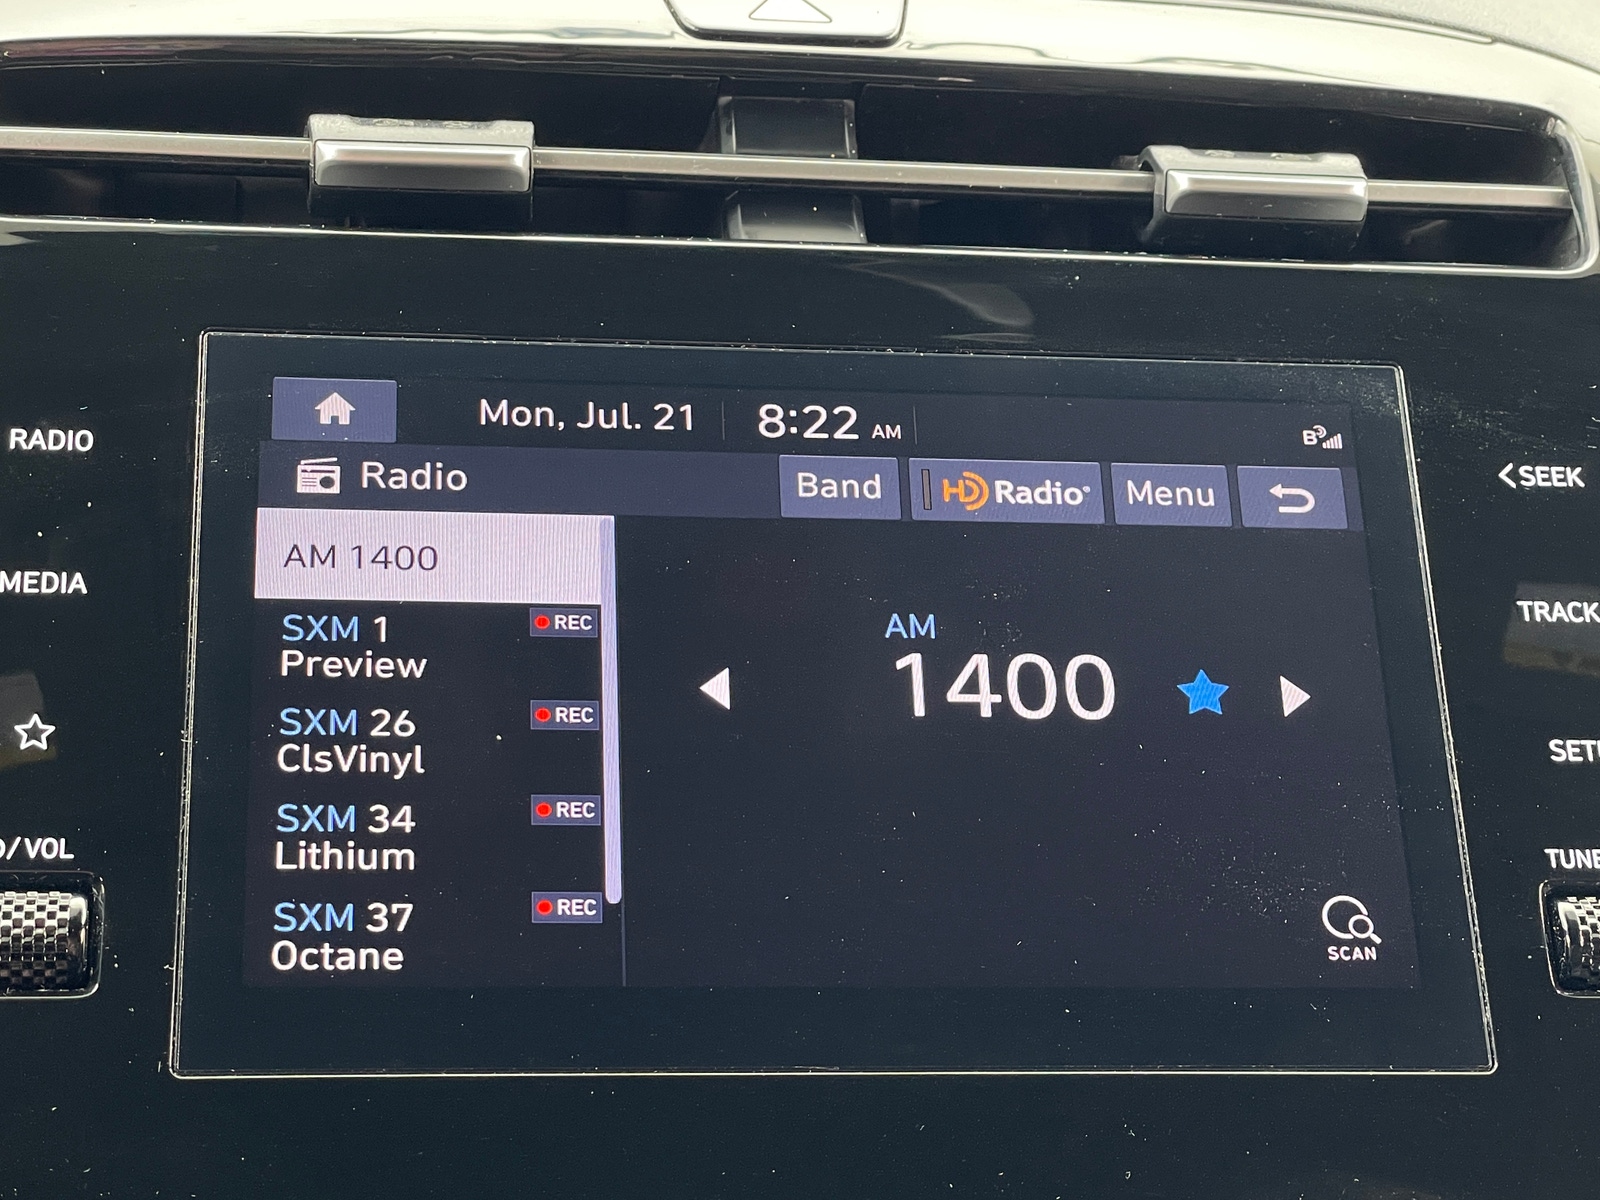 Mon, Jul. 21
8:22 AM
B
Radio
Band
HD Radio®
Menu
AM 1400
SXM 1
REC
Preview
SXM 26
REC
ClsVinyl
SXM 34
REC
Lithium
SXM 37
REC
Octane
AM
1400
SCAN
RADIO
MEDIA
/VOL
SEEK
TRACK
SET
TUNE